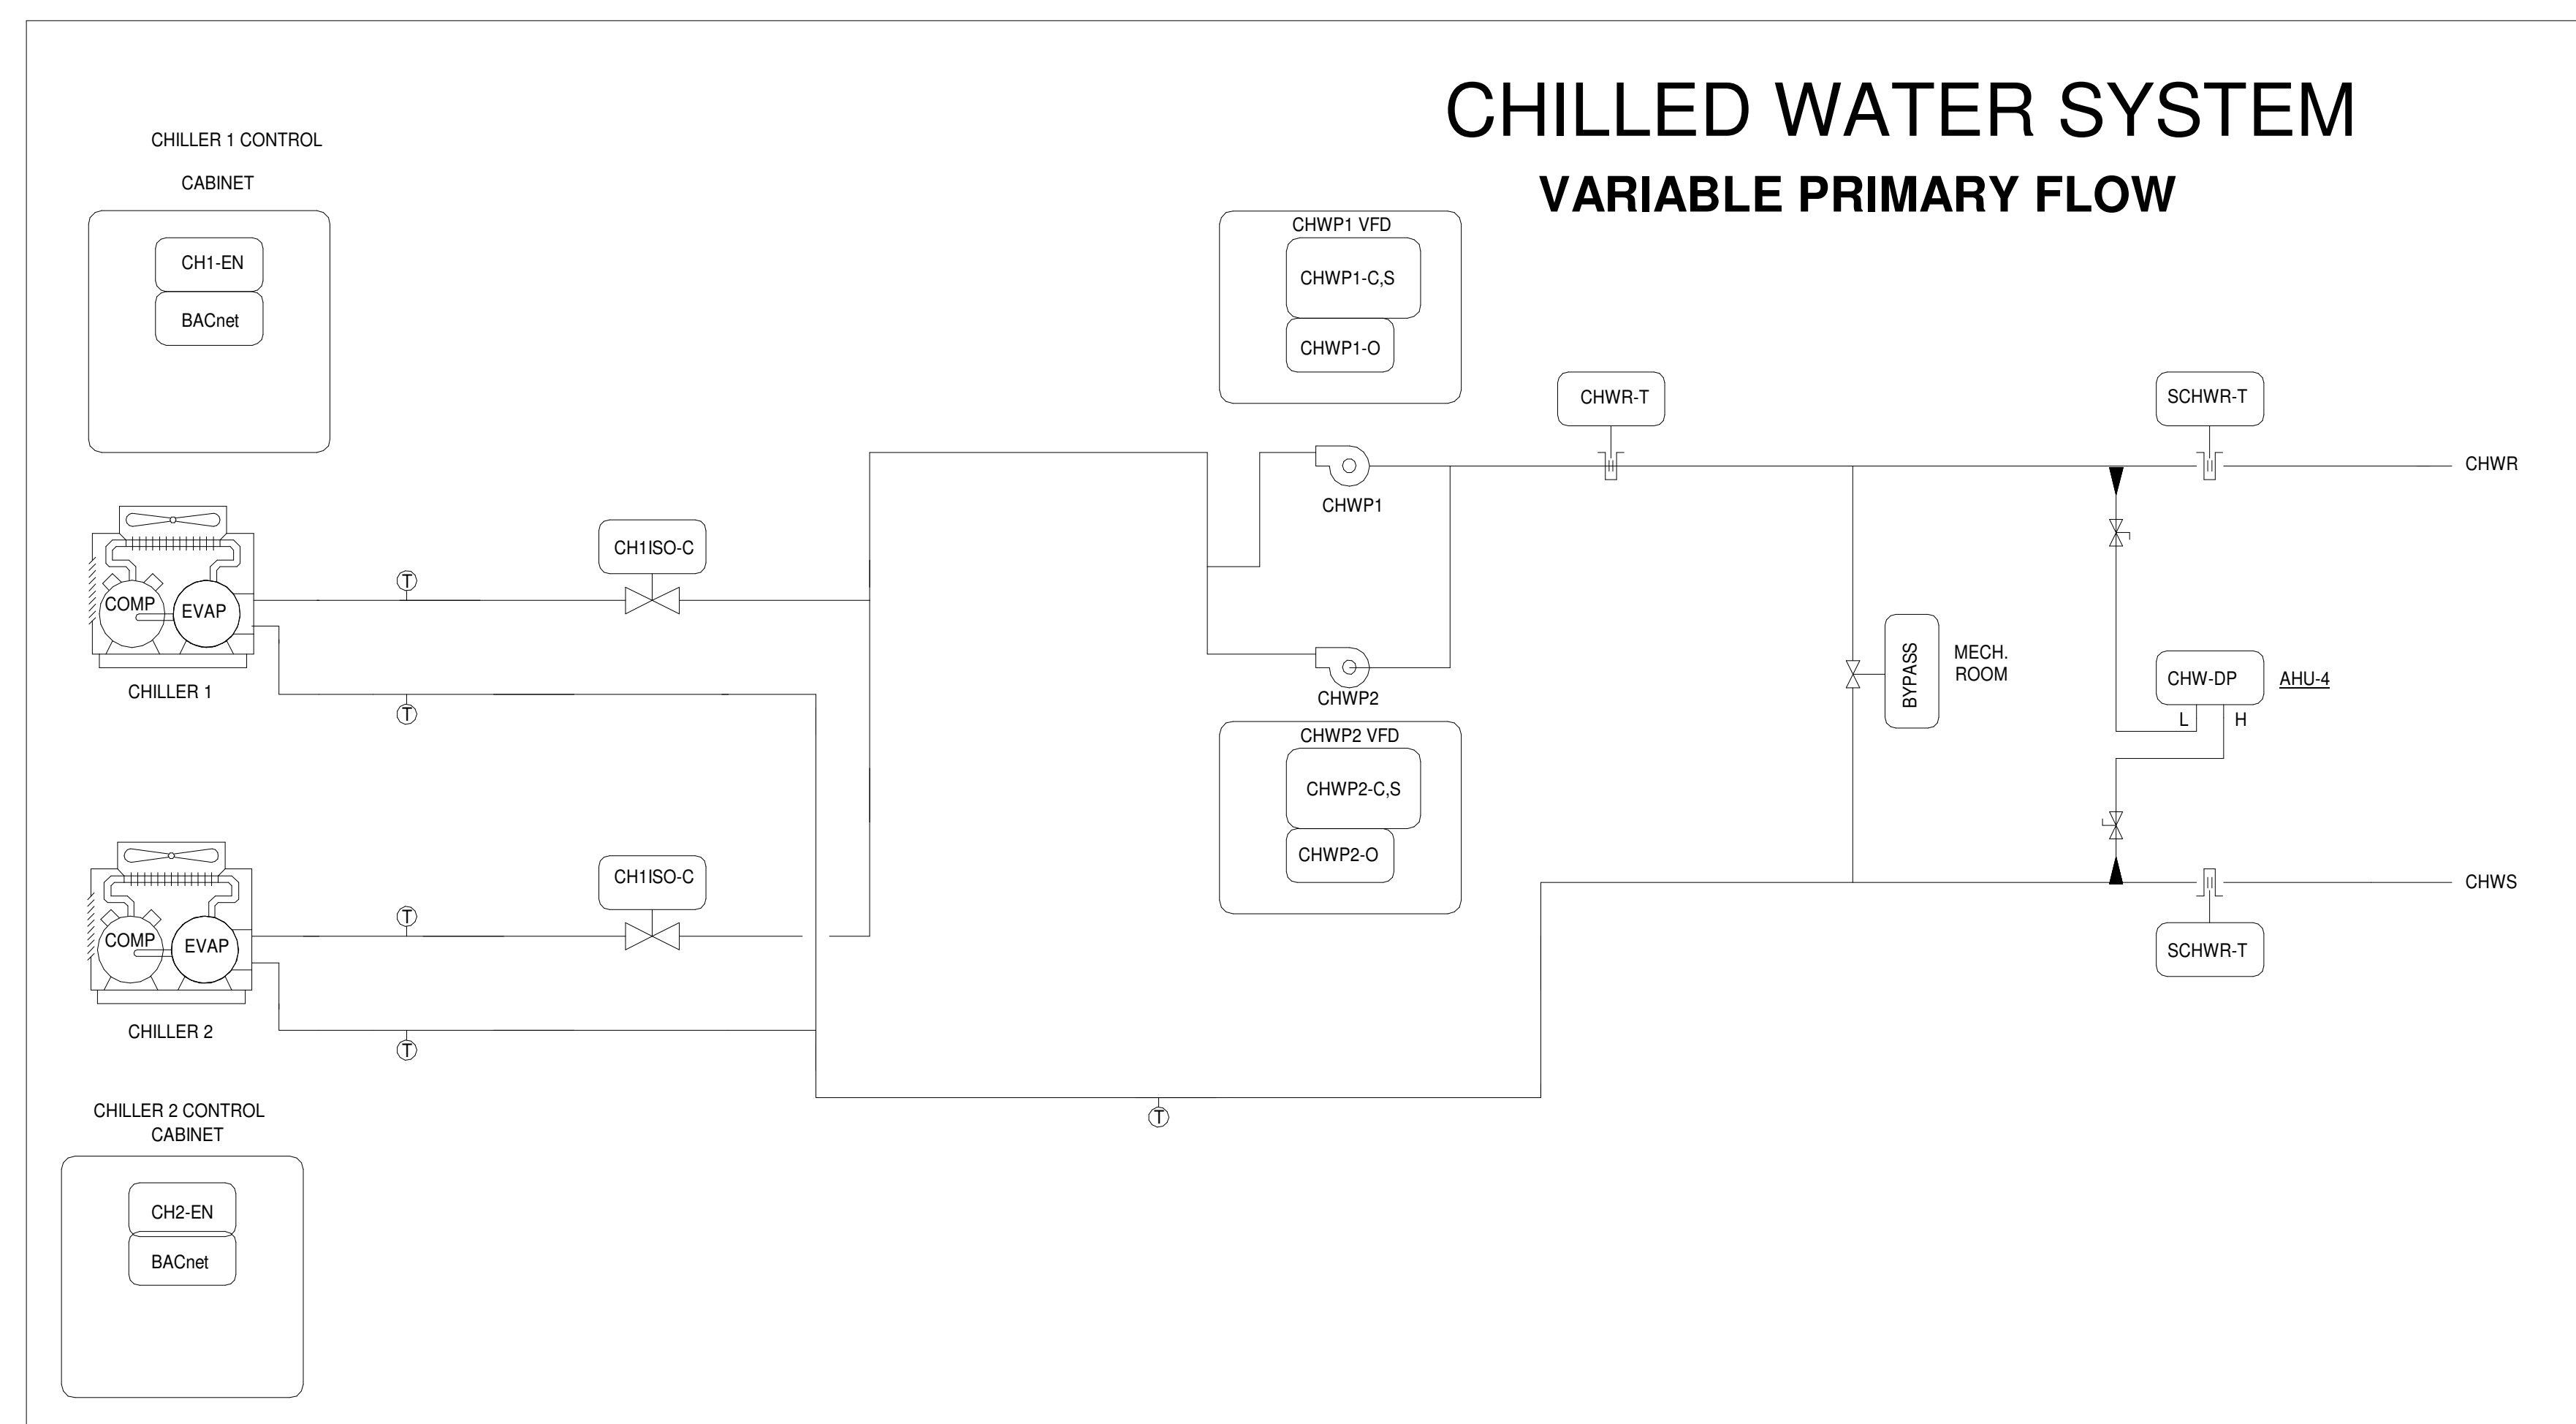 CHILLED WATER SYSTEM
VARIABLE PRIMARY FLOW
CHILLER 1 CONTROL
CABINET
CH1-EN
BACnet
CHWP1 VFD
CHWP1-C,S
CHWP1-O
CHWR-T
SCHWR-T
CHWR
CHWP1
CH1ISO-C
T
COMP
EVAP
CHILLER 1
T
CHWP2
BYPASS
MECH.
ROOM
CHW-DP
AHU-4
L
H
CHWP2 VFD
CHWP2-C,S
CHWP2-O
CH1ISO-C
T
COMP
EVAP
CHILLER 2
T
CHWS
SCHWR-T
T
CHILLER 2 CONTROL
CABINET
CH2-EN
BACnet